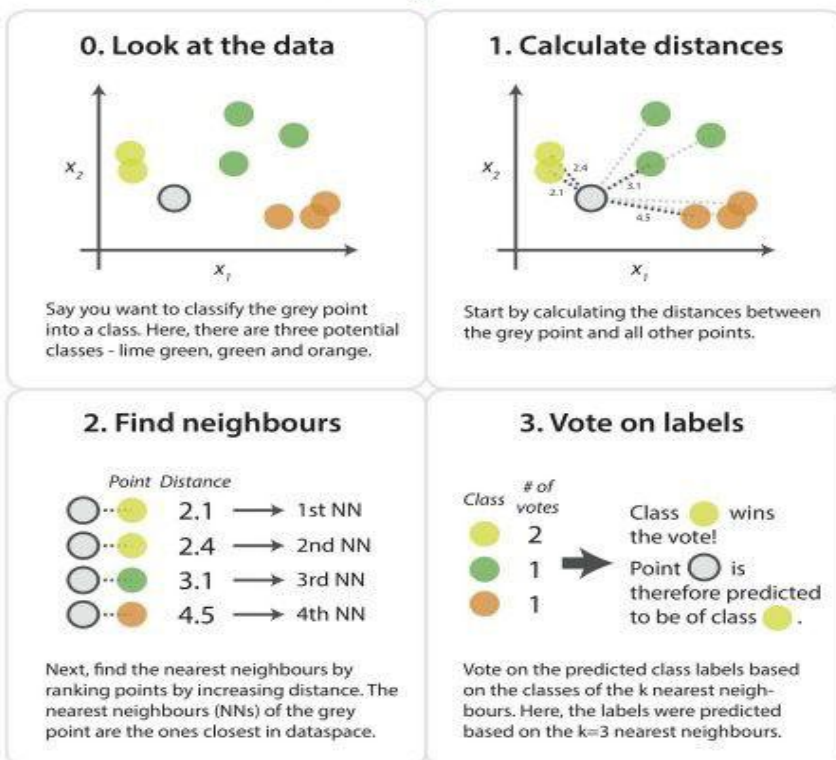 0. Look at the data
x2
x1
Say you want to classify the grey point
into a class. Here, there are three potential
classes - lime green, green and orange.
1. Calculate distances
x2
2.4
2.1
3.1
4.5
x1
Start by calculating the distances between
the grey point and all other points.
2. Find neighbours
Point Distance
2.1 1st NN
2.4 2nd NN
3.1 3rd NN
4.5 4th NN
Next, find the nearest neighbours by
ranking points by increasing distance. The
nearest neighbours (NNs) of the grey
point are the ones closest in dataspace.
3. Vote on labels
Class # of votes
2
1
1
Class wins
the vote!
Point is
therefore predicted
to be of class .
Vote on the predicted class labels based
on the classes of the k nearest neigh-
bours. Here, the labels were predicted
based on the k=3 nearest neighbours.